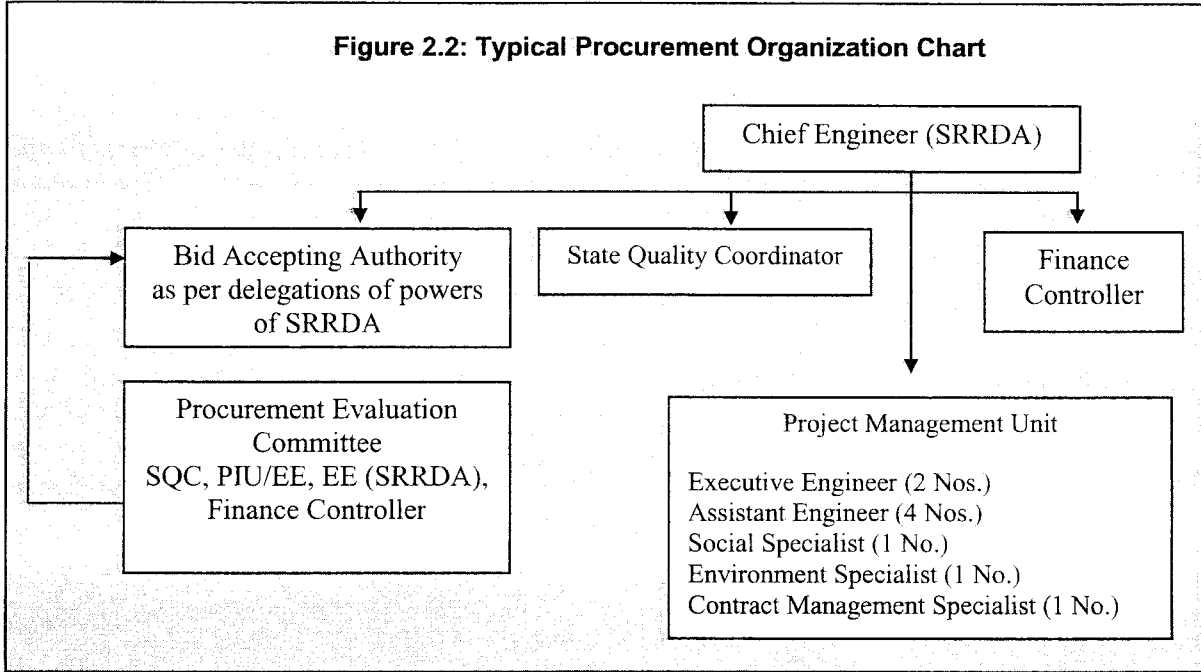 Figure 2.2: Typical Procurement Organization Chart
Chief Engineer (SRRDA)
Bid Accepting Authority
as per delegations of powers
of SRRDA
State Quality Coordinator
Finance
Controller
Procurement Evaluation
Committee
SQC, PIU/EE, EE (SRRDA),
Finance Controller
Project Management Unit
Executive Engineer (2 Nos.)
Assistant Engineer (4 Nos.)
Social Specialist (1 No.)
Environment Specialist (1 No.)
Contract Management Specialist (1 No.)